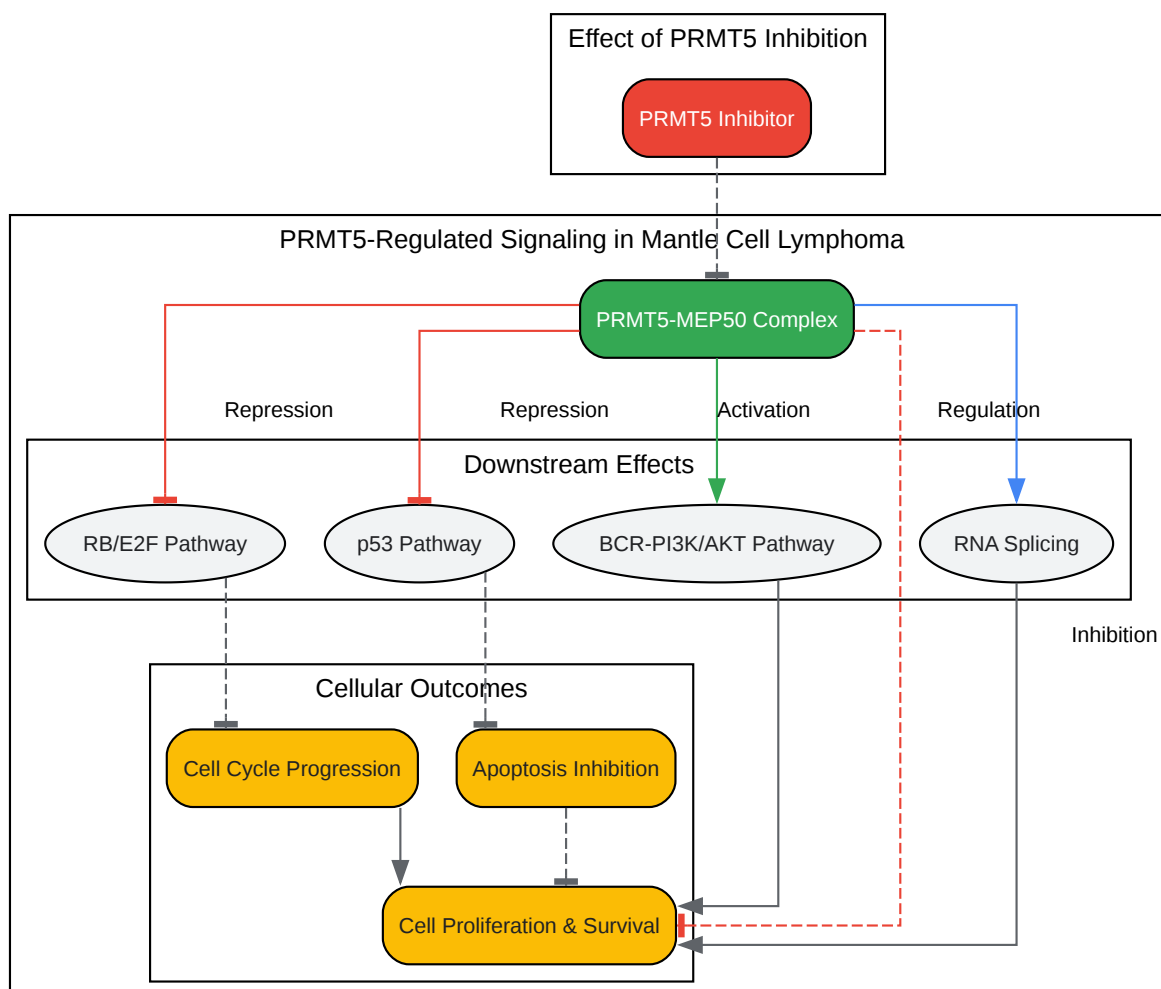 Effect of PRMT5 Inhibition
PRMT5 Inhibitor
PRMT5-Regulated Signaling in Mantle Cell Lymphoma
PRMT5-MEP50 Complex
Repression
Repression
Activation
Regulation
Downstream Effects
RB/E2F Pathway
p53 Pathway
BCR-PI3K/AKT Pathway
RNA Splicing
Inhibition
Cellular Outcomes
Cell Cycle Progression
Apoptosis Inhibition
Cell Proliferation & Survival